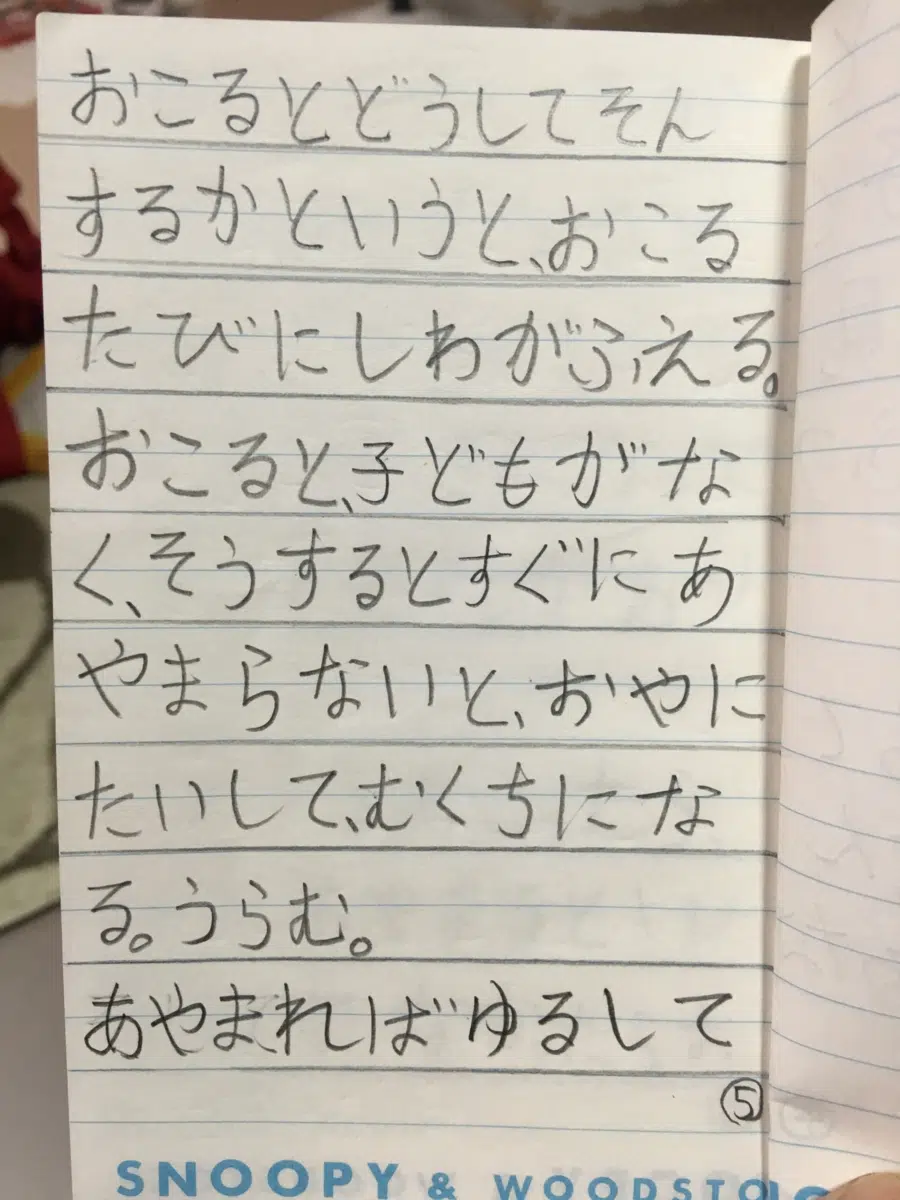 おこるとどうしてそん
するかというと、おこる
たびにしわがふえる。
おこると、子どもがな
く、そうするとすぐにあ
やまらないと、おやに
たいして、むくちにな
る。うらむ。
あやまればゆるして
⑤
SNOOPY & WOODSTOC